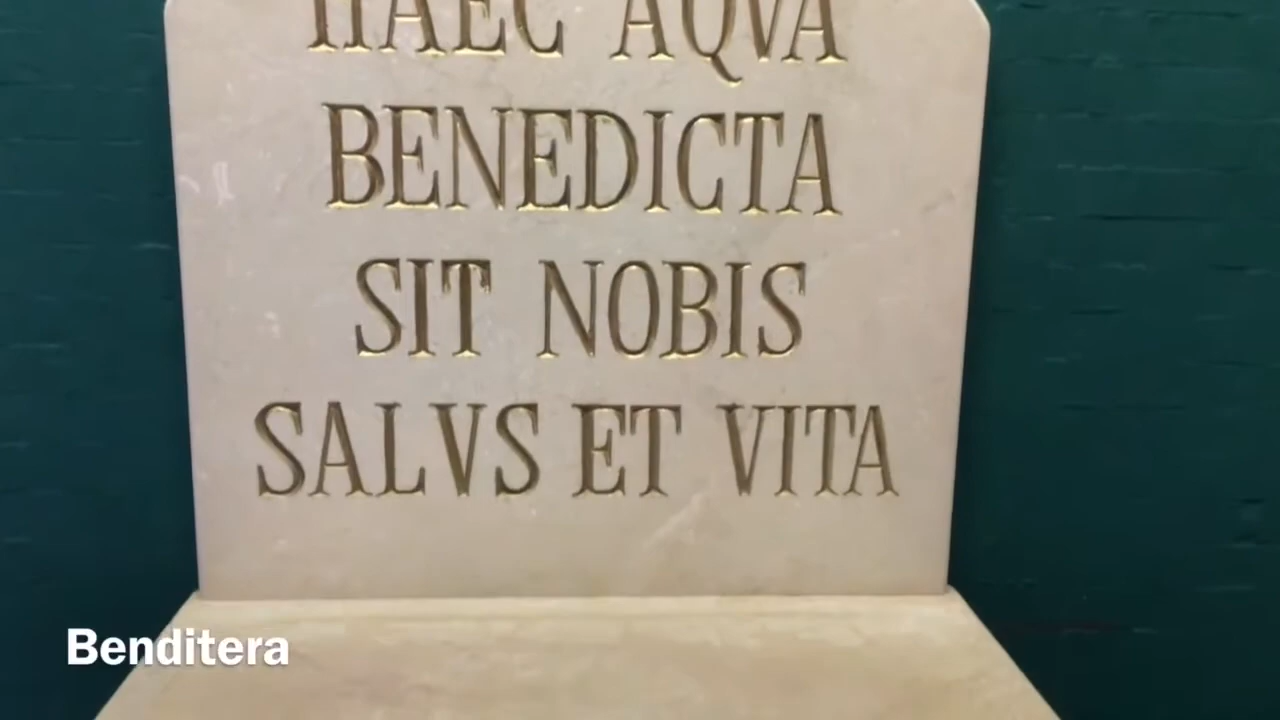 HAEC AQVA
BENEDICTA
SIT NOBIS
SALVS ET VITA
Benditera